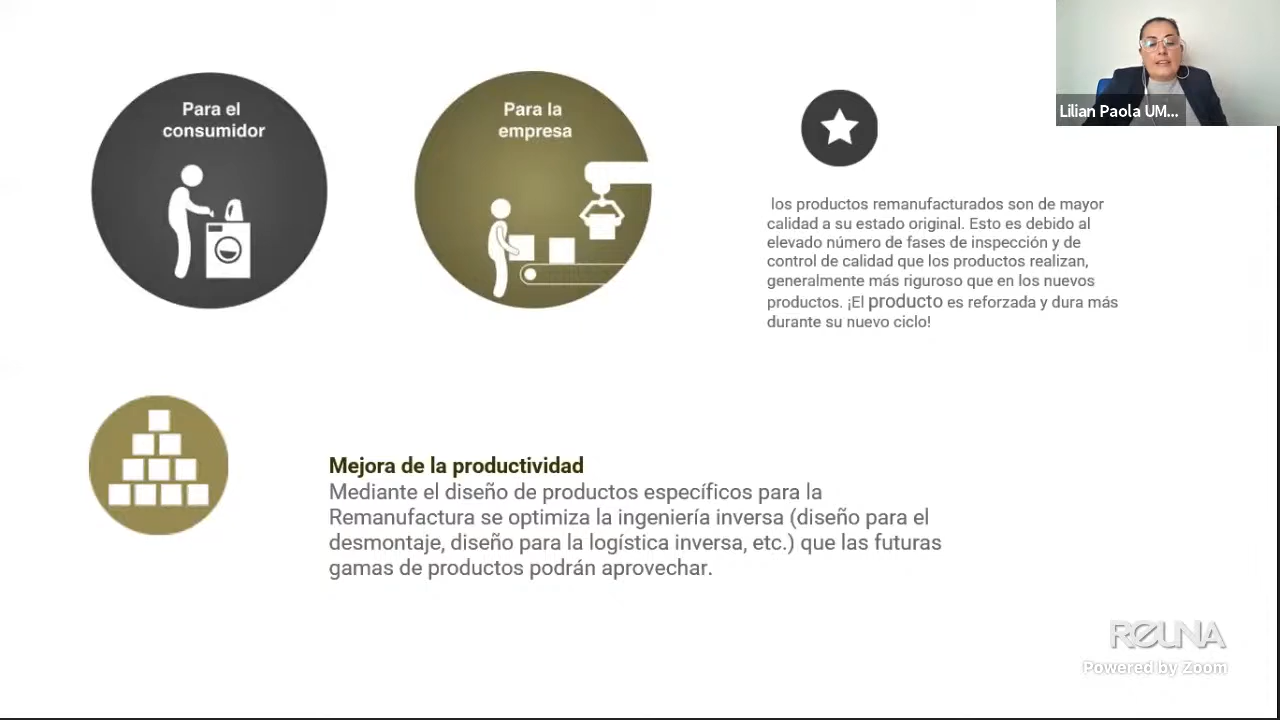 Para el
consumidor
Para la
empresa
Lilian Paola UM...
los productos remanufacturados son de mayor
calidad a su estado original. Esto es debido al
elevado número de fases de inspección y de
control de calidad que los productos realizan,
generalmente más riguroso que en los nuevos
productos. ¡El producto es reforzada y dura más
durante su nuevo ciclo!
Mejora de la productividad
Mediante el diseño de productos específicos para la
Remanufactura se optimiza la ingeniería inversa (diseño para el
desmontaje, diseño para la logística inversa, etc.) que las futuras
gamas de productos podrán aprovechar.
REUNA
Powered by Zoom